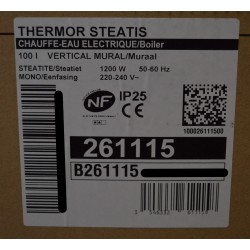 THERMOR STEATIS
CHAUFFE-EAU ELECTRIQUE/Boiler
100 l VERTICAL MURAL/Muraal
STEATITE/Steatiet 1200 W 50-60 Hz
MONO/Eenfasing 220-240 V~
NF IP25
CE
100026111500
261115
B261115